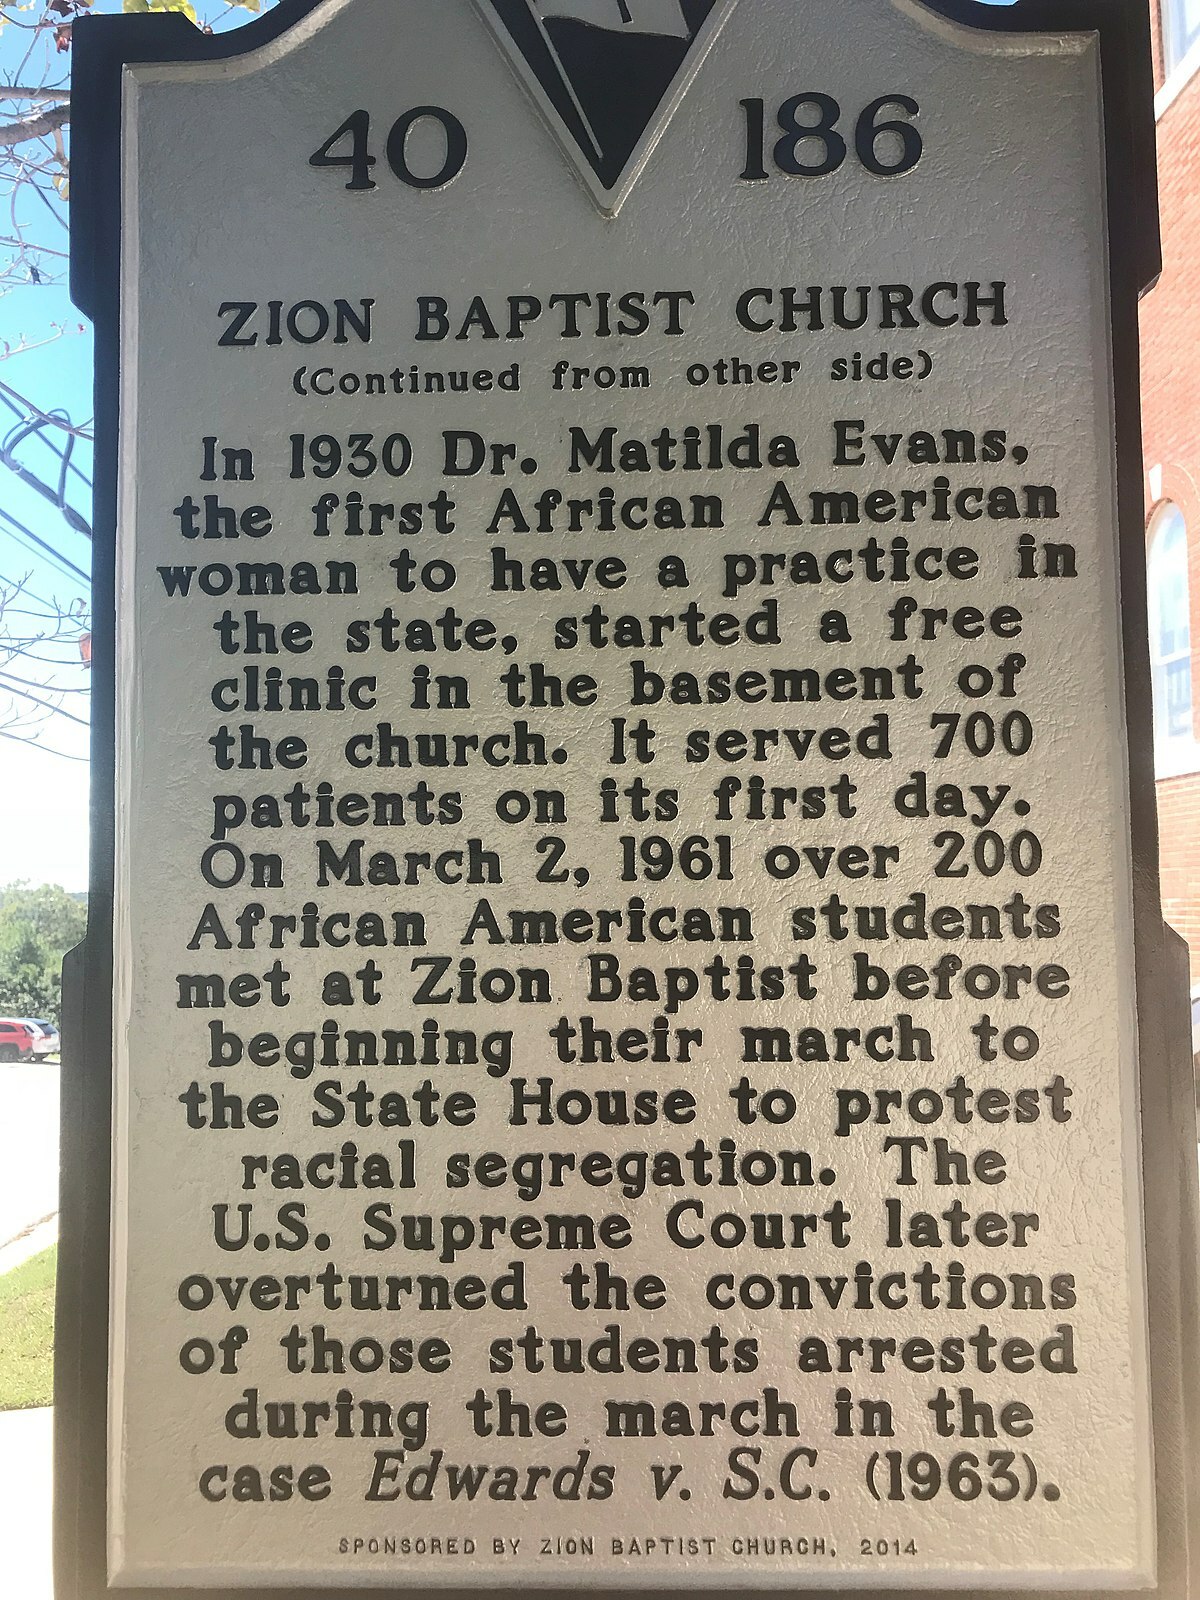 40 186
ZION BAPTIST CHURCH
(Continued from other side)
In 1930 Dr. Matilda Evans,
the first African American
woman to have a practice in
the state, started a free
clinic in the basement of
the church. It served 700
patients on its first day.
On March 2, 1961 over 200
African American students
met at Zion Baptist before
beginning their march to
the State House to protest
racial segregation. The
U.S. Supreme Court later
overturned the convictions
of those students arrested
during the march in the
case Edwards v. S.C. (1963).
SPONSORED BY ZION BAPTIST CHURCH, 2014